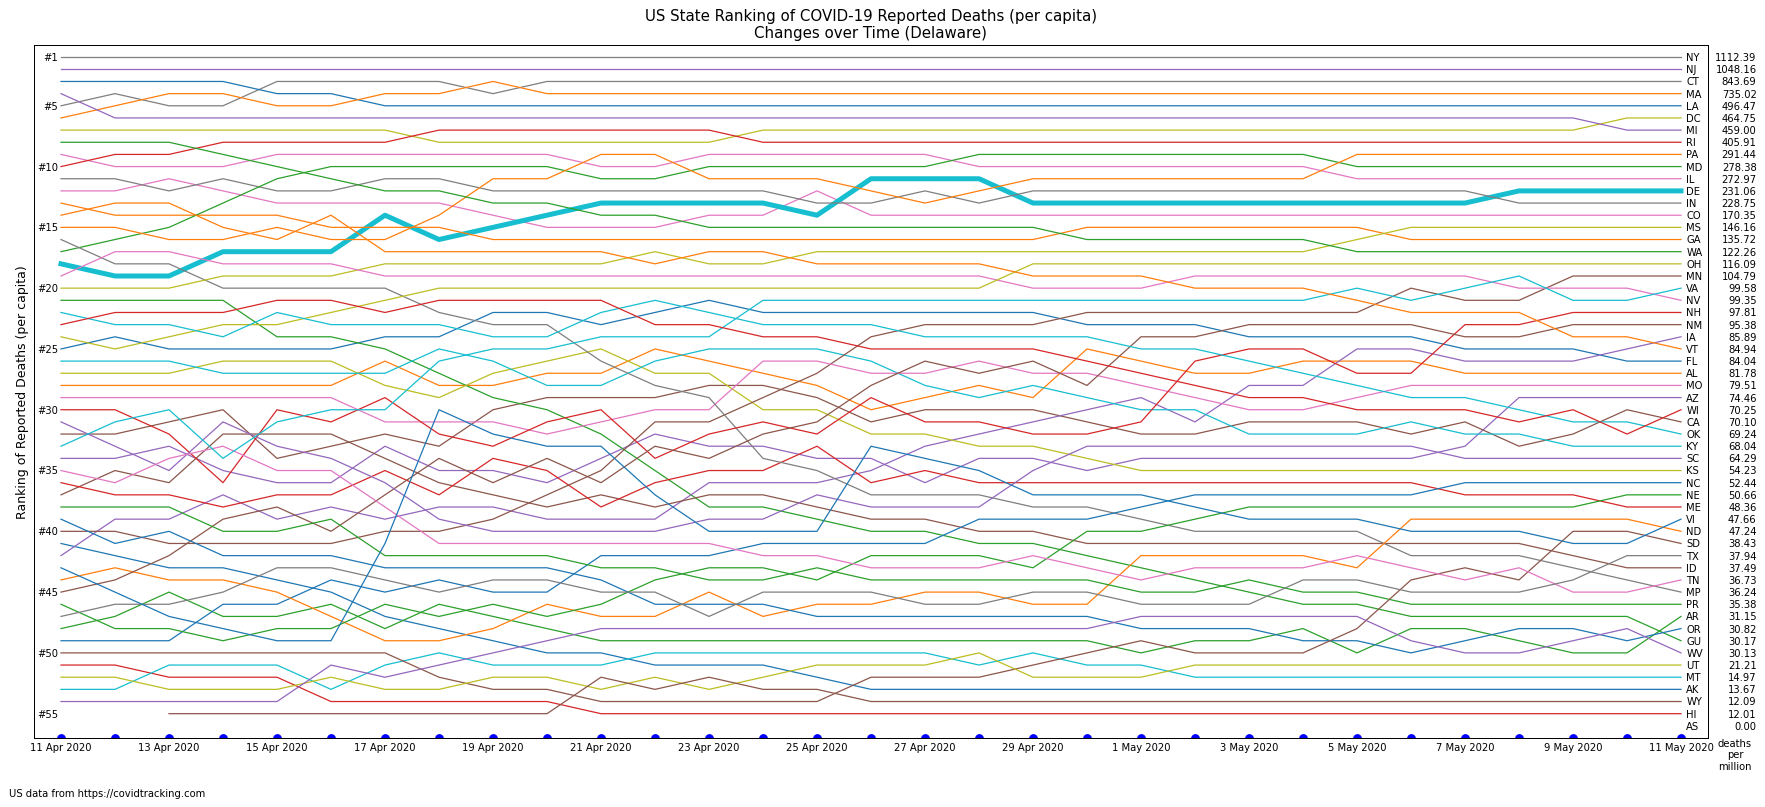 US State Ranking of COVID-19 Reported Deaths (per capita)
Changes over Time (Delaware)
Ranking of Reported Deaths (per capita)
#1
#5
#10
#15
#20
#25
#30
#35
#40
#45
#50
#55
NY 1112.39
NJ 1048.16
CT 843.69
MA 735.02
LA 496.47
DC 464.75
MI 459.00
RI 405.91
PA 291.44
MD 278.38
IL 272.97
DE 231.06
IN 228.75
CO 170.35
MS 146.16
GA 135.72
WA 122.26
OH 116.09
MN 104.79
VA 99.58
NV 99.35
NH 97.81
NM 95.38
IA 85.89
VT 84.94
FL 84.04
AL 81.78
MO 79.51
AZ 74.46
WI 70.25
CA 70.10
OK 69.24
KY 68.04
SC 64.29
KS 54.23
NC 52.44
NE 50.66
ME 48.36
VI 47.66
ND 47.24
SD 38.43
TX 37.94
ID 37.49
TN 36.73
MP 36.24
PR 35.38
AR 31.15
OR 30.82
GU 30.17
WV 30.13
UT 21.21
MT 14.97
AK 13.67
WY 12.09
HI 12.01
AS 0.00
11 Apr 2020 13 Apr 2020 15 Apr 2020 17 Apr 2020 19 Apr 2020 21 Apr 2020 23 Apr 2020 25 Apr 2020 27 Apr 2020 29 Apr 2020 1 May 2020 3 May 2020 5 May 2020 7 May 2020 9 May 2020 11 May 2020
deaths
per
million
US data from https://covidtracking.com